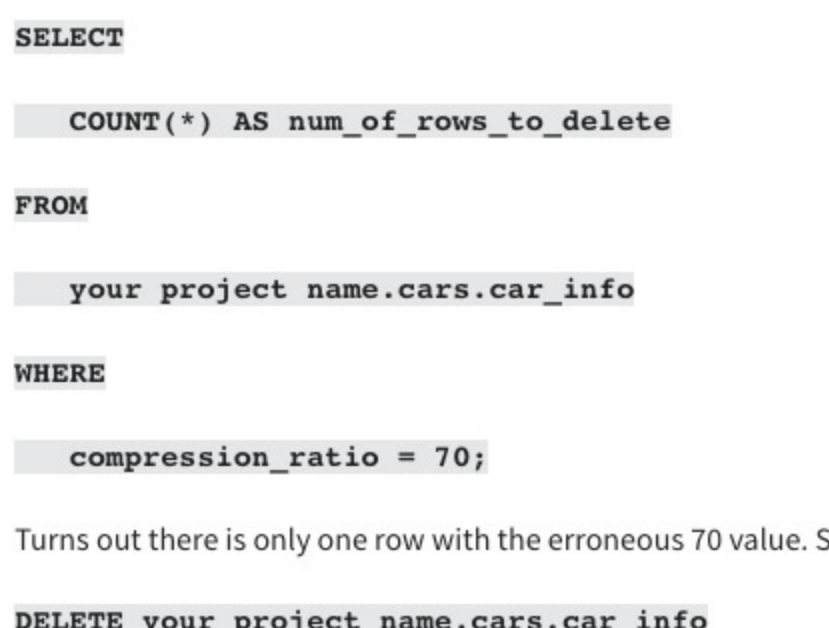 SELECT
COUNT(*) AS num_of_rows_to_delete
FROM
your project name.cars.car_info
WHERE
compression_ratio = 70;
Turns out there is only one row with the erroneous 70 value. S
DELETE your project name.cars.car_info